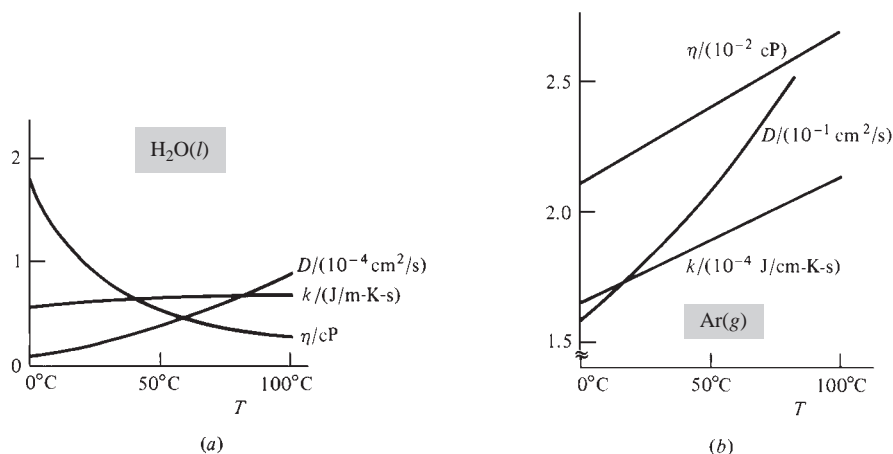 H₂O(l)
2
1
0
D/(10⁻⁴ cm²/s)
k/(J/m-K-s)
η/cP
0°C
50°C
100°C
T
(a)
2.5
2.0
1.5
η/(10⁻² cP)
D/(10⁻¹ cm²/s)
k/(10⁻⁴ J/cm-K-s)
Ar(g)
0°C
50°C
100°C
T
(b)